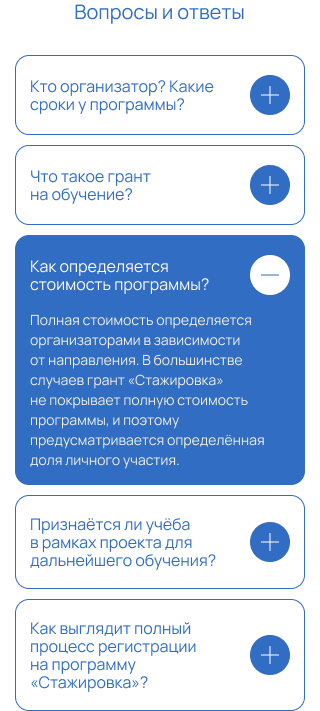 Вопросы и ответы
Кто организатор? Какие
сроки у программы?
Что такое грант
на обучение?
Как определяется
стоимость программы?
Полная стоимость определяется
организаторами в зависимости
от направления. В большинстве
случаев грант «Стажировка»
не покрывает полную стоимость
программы, и поэтому
предусматривается определённая
доля личного участия.
Признаётся ли учёба
в рамках проекта для
дальнейшего обучения?
Как выглядит полный
процесс регистрации
на программу
«Стажировка»?